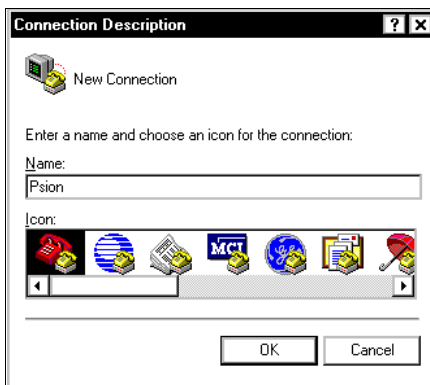 Connection Description
New Connection
Enter a name and choose an icon for the connection:
Name:
Psion
Icon:
MCI
OK Cancel